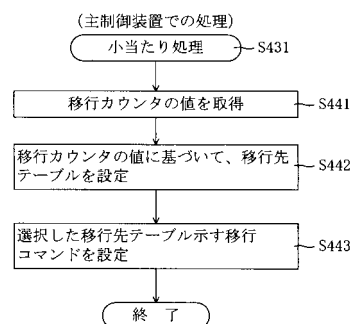 (主制御装置での処理)
小当たり処理
S431
移行カウンタの値を取得
S441
移行カウンタの値に基づいて、移行先
テーブルを設定
S442
選択した移行先テーブル示す移行
コマンドを設定
S443
終 了